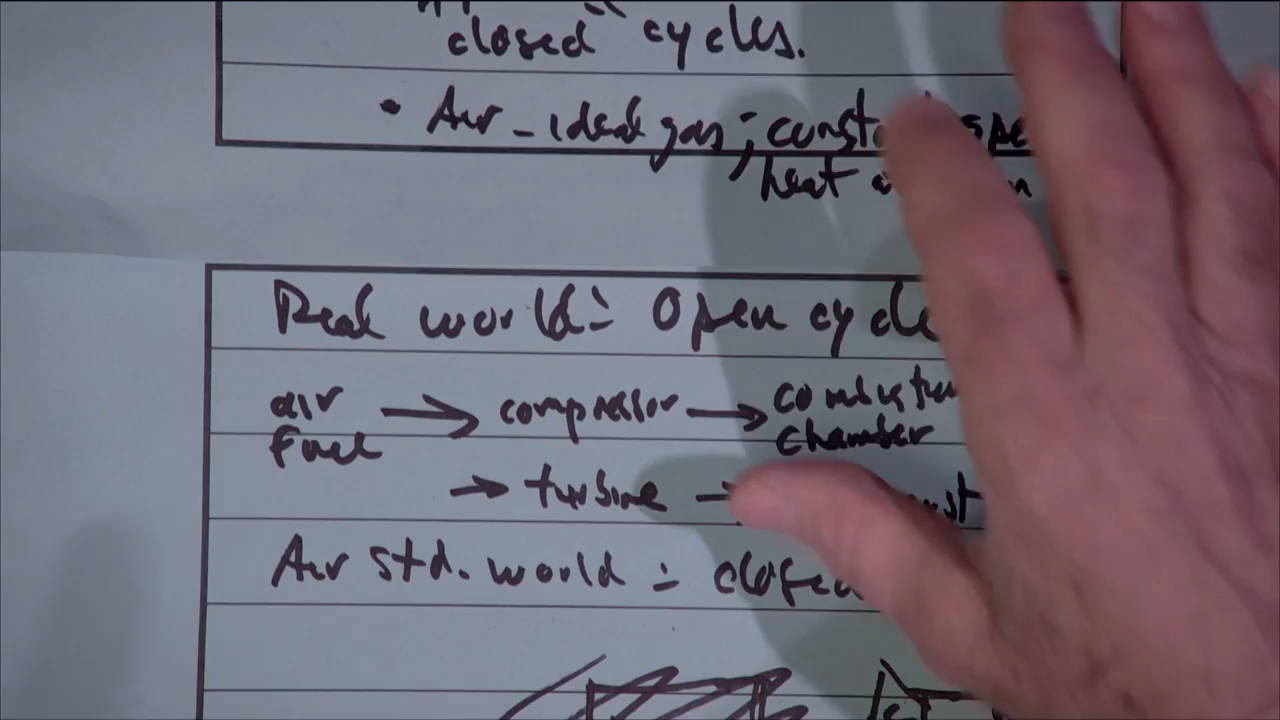 closed" cycles.
• Air - ideal gas; const
heat
Real world: Open cycle
air → compressor → combustion
fuel chamber
→ turbine →
Air std. world : closed